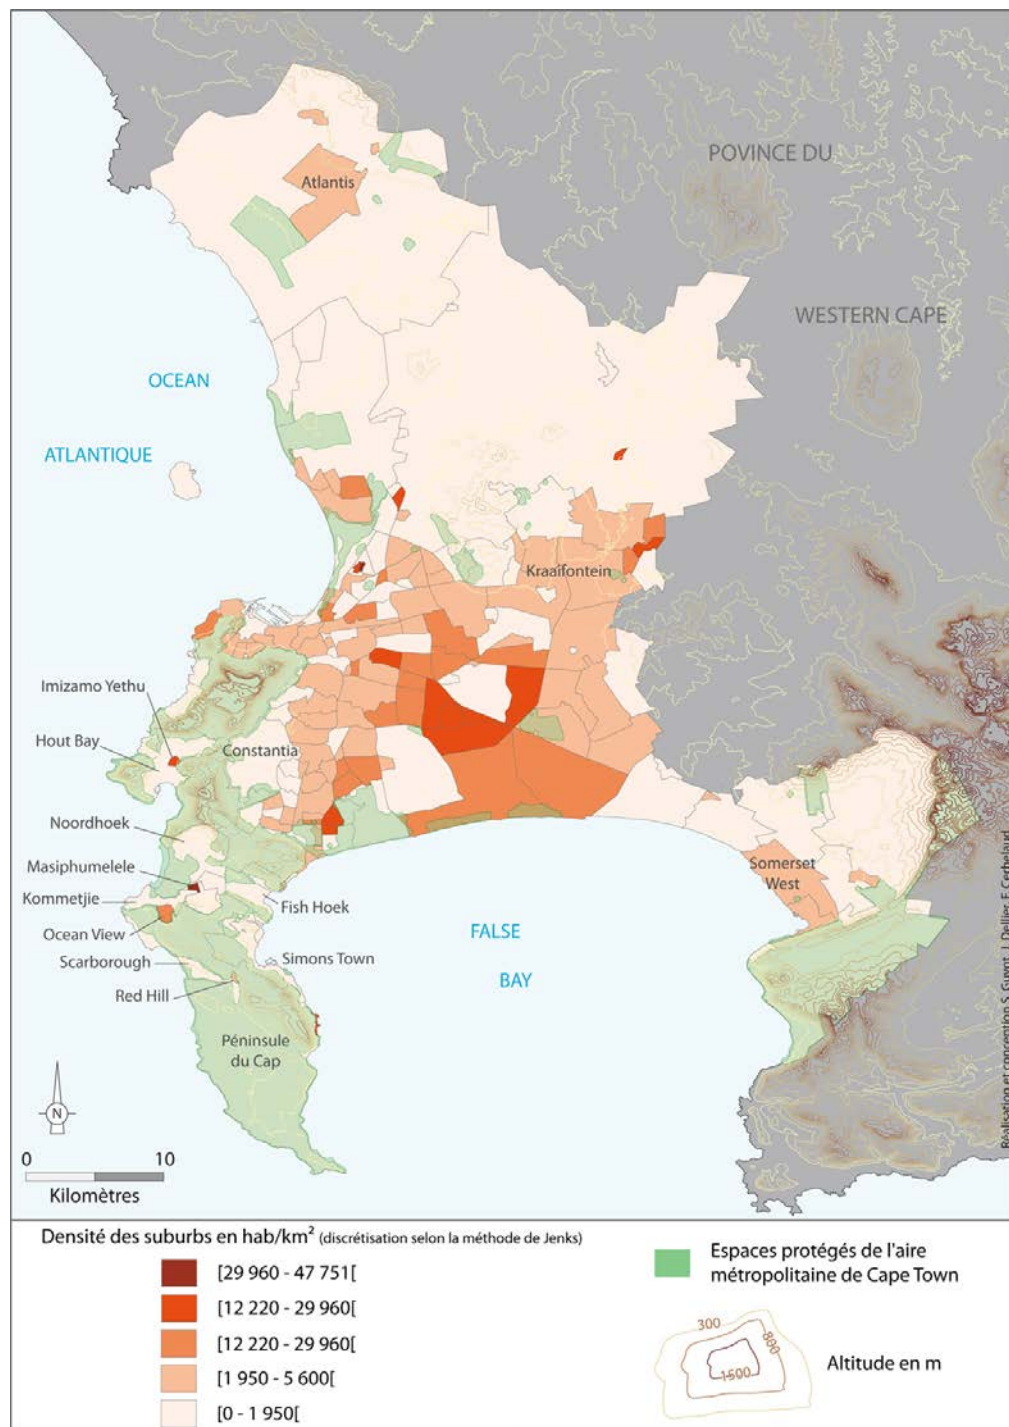 POVINCE DU
Atlantis
WESTERN CAPE
OCEAN
ATLANTIQUE
Kraaifontein
Imizamo Yethu
Hout Bay
Constantia
Noordhoek
Masiphumelele
Kommetjie
Ocean View
Scarborough
Red Hill
Fish Hoek
Simons Town
Péninsule
du Cap
FALSE
BAY
Somerset
West
Réalisation et conception S. Guyot, J. Dellier, F. Cerbelaud
N
0 10
Kilomètres
Densité des suburbs en hab/km² (discrétisation selon la méthode de Jenks)
[29 960 - 47 751[
[12 220 - 29 960[
[12 220 - 29 960[
[1 950 - 5 600[
[0 - 1 950[
Espaces protégés de l'aire
métropolitaine de Cape Town
300
800
1500
Altitude en m